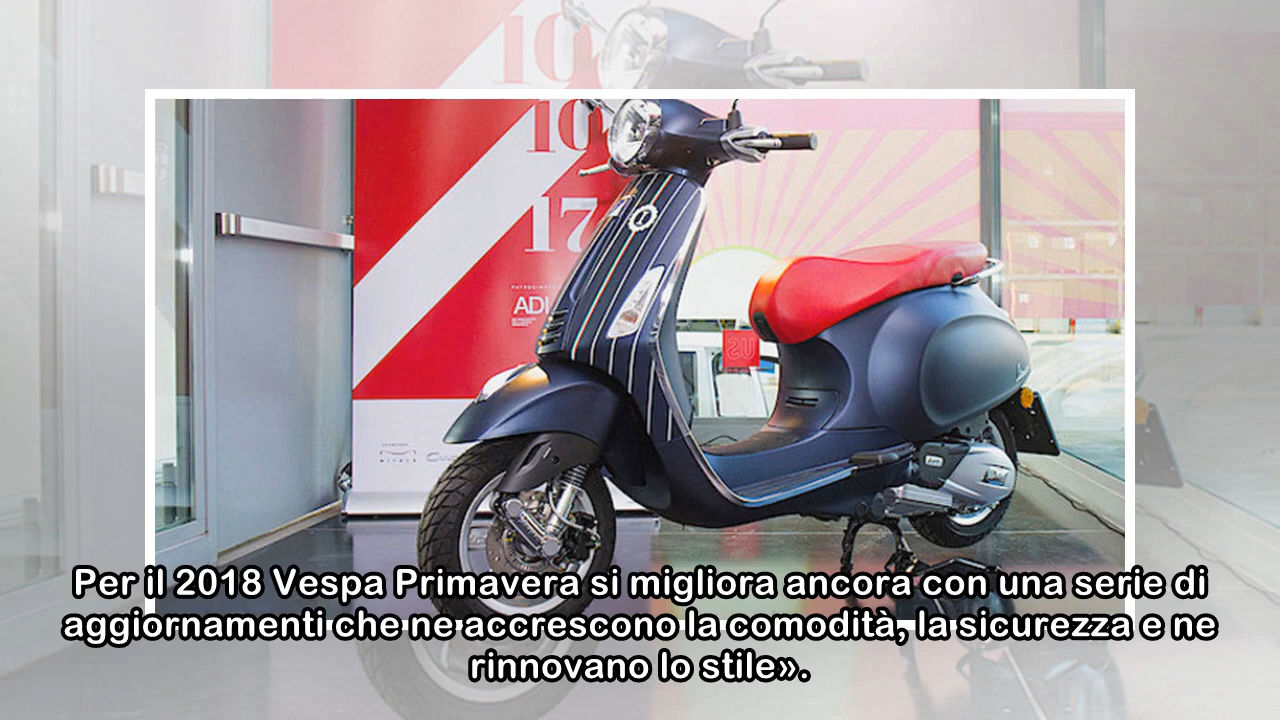 10
10
17
ADI
Per il 2018 Vespa Primavera si migliora ancora con una serie di
aggiornamenti che ne accrescono la comodità, la sicurezza e ne
rinnovano lo stile».